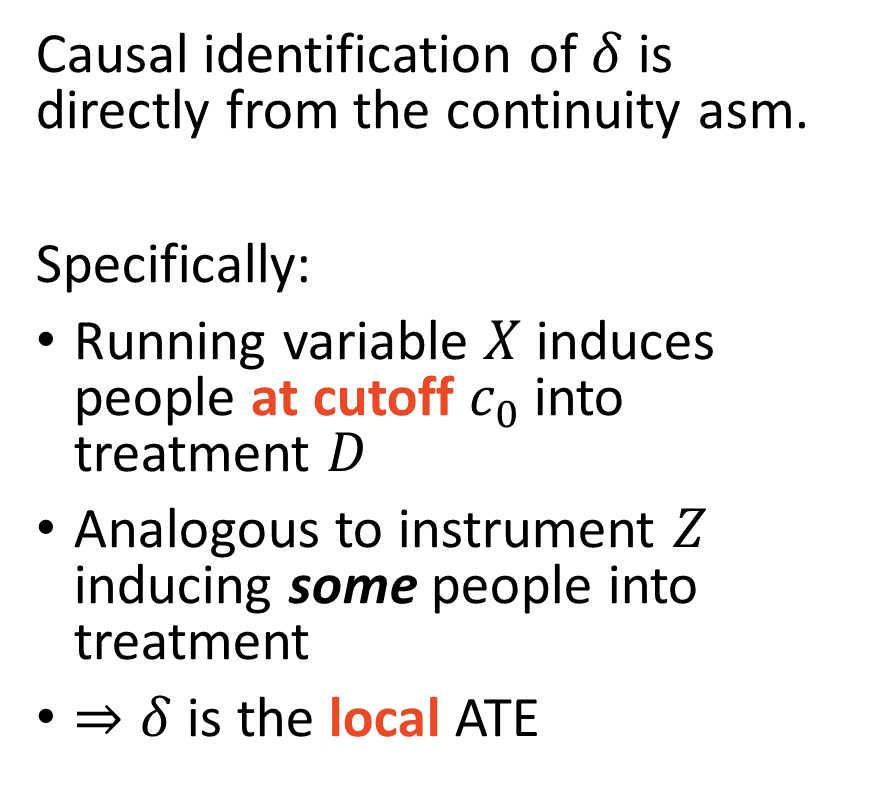 Causal identification of 𝛿 is
directly from the continuity asm.
Specifically:
• Running variable 𝑋 induces
people at cutoff 𝑐₀ into
treatment 𝐷
• Analogous to instrument 𝑍
inducing some people into
treatment
• ⇒ 𝛿 is the local ATE